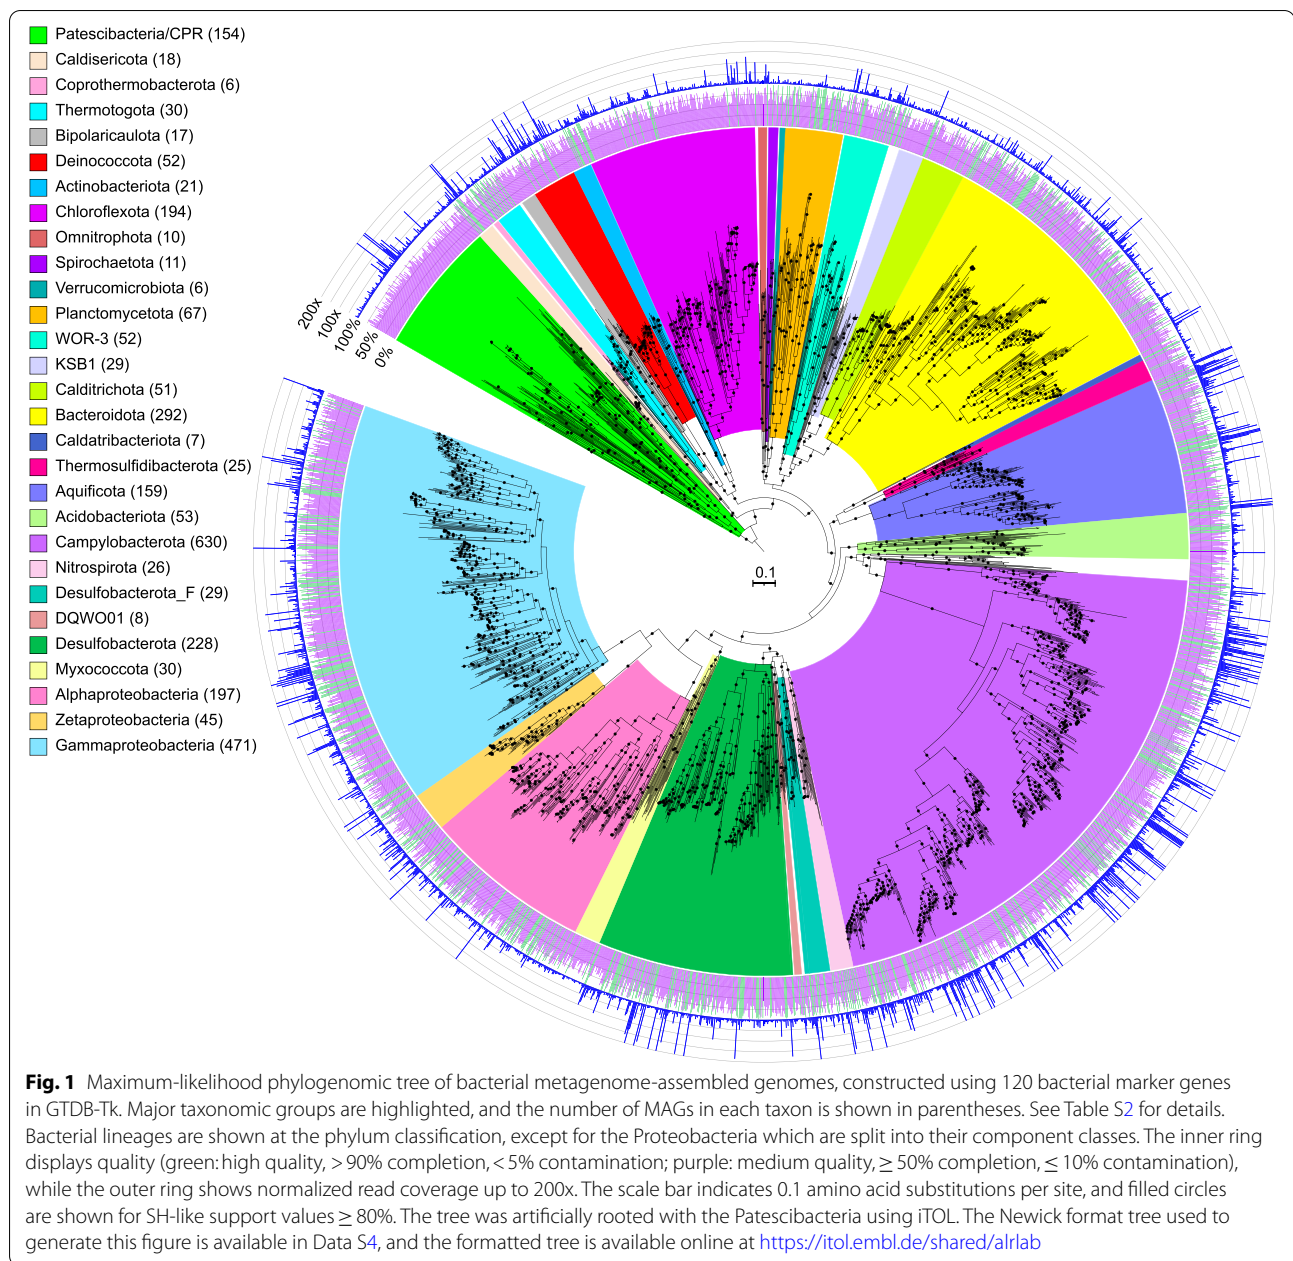 Patescibacteria/CPR (154)
Caldisericota (18)
Coprothermobacterota (6)
Thermotogota (30)
Bipolaricaulota (17)
Deinococcota (52)
Actinobacteriota (21)
Chloroflexota (194)
Omnitrophota (10)
Spirochaetota (11)
Verrucomicrobiota (6)
Planctomycetota (67)
WOR-3 (52)
KSB1 (29)
Calditrichota (51)
Bacteroidota (292)
Caldatribacteriota (7)
Thermosulfidibacterota (25)
Aquificota (159)
Acidobacteriota (53)
Campylobacterota (630)
Nitrospirota (26)
Desulfobacterota_F (29)
DQWO01 (8)
Desulfobacterota (228)
Myxococcota (30)
Alphaproteobacteria (197)
Zetaproteobacteria (45)
Gammaproteobacteria (471)
200x
100x
100%
50%
0%
0.1
Fig. 1 Maximum-likelihood phylogenomic tree of bacterial metagenome-assembled genomes, constructed using 120 bacterial marker genes
in GTDB-Tk. Major taxonomic groups are highlighted, and the number of MAGs in each taxon is shown in parentheses. See Table S2 for details.
Bacterial lineages are shown at the phylum classification, except for the Proteobacteria which are split into their component classes. The inner ring
displays quality (green: high quality, > 90% completion, < 5% contamination; purple: medium quality, ≥ 50% completion, ≤ 10% contamination),
while the outer ring shows normalized read coverage up to 200x. The scale bar indicates 0.1 amino acid substitutions per site, and filled circles
are shown for SH-like support values ≥ 80%. The tree was artificially rooted with the Patescibacteria using iTOL. The Newick format tree used to
generate this figure is available in Data S4, and the formatted tree is available online at https://itol.embl.de/shared/alrlab